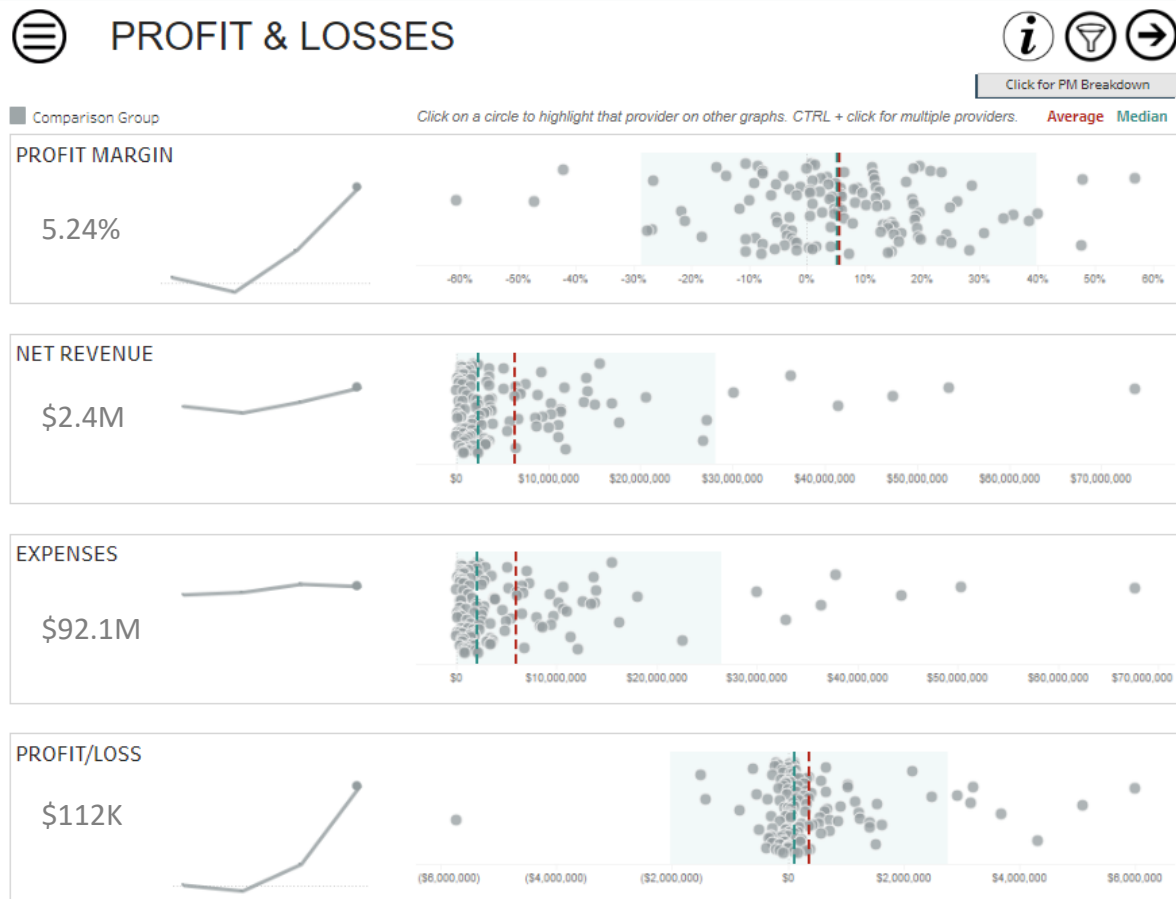 PROFIT & LOSSES
Click for PM Breakdown
Comparison Group
Click on a circle to highlight that provider on other graphs. CTRL + click for multiple providers.
Average Median
PROFIT MARGIN
5.24%
-60% -50% -40% -30% -20% -10% 0% 10% 20% 30% 40% 50% 60%
NET REVENUE
$2.4M
$0 $10,000,000 $20,000,000 $30,000,000 $40,000,000 $50,000,000 $60,000,000 $70,000,000
EXPENSES
$92.1M
$0 $10,000,000 $20,000,000 $30,000,000 $40,000,000 $50,000,000 $60,000,000 $70,000,000
PROFIT/LOSS
$112K
($6,000,000) ($4,000,000) ($2,000,000) $0 $2,000,000 $4,000,000 $6,000,000